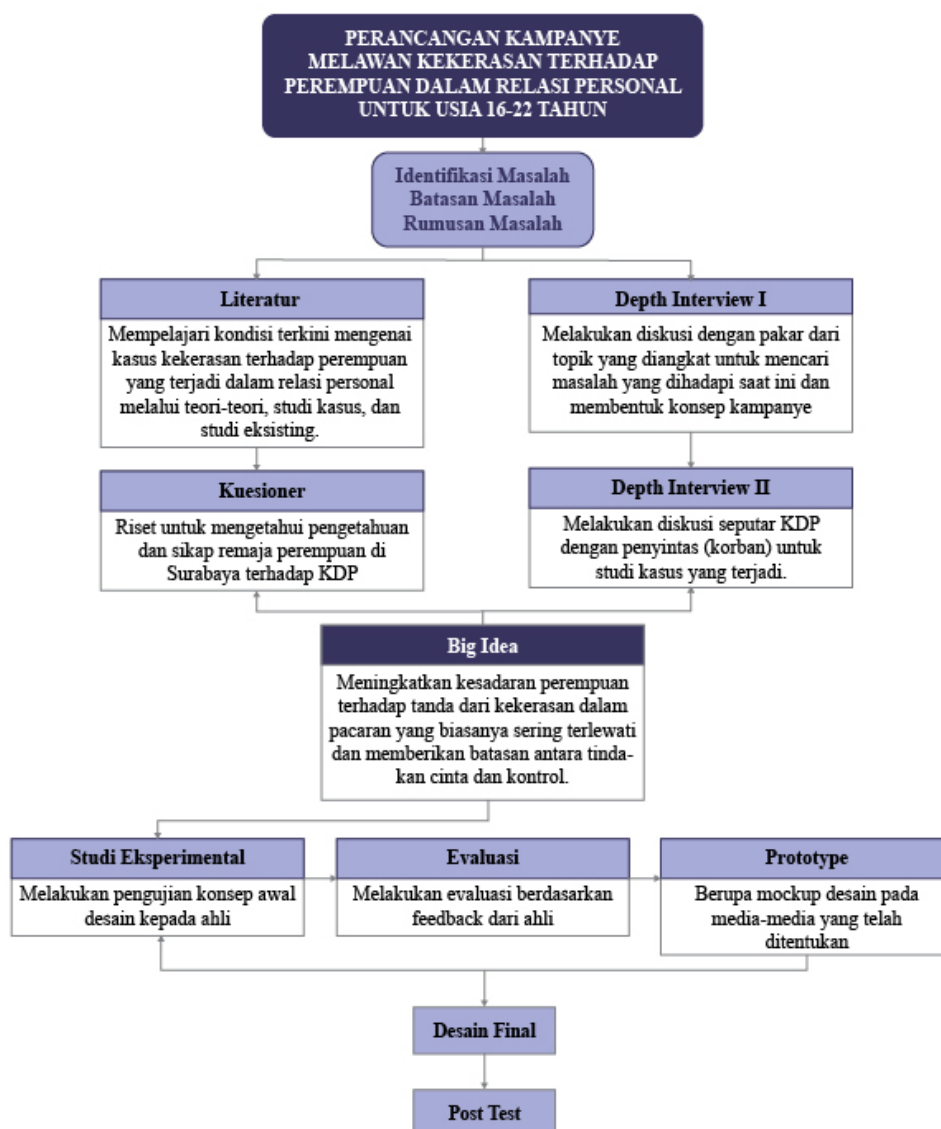 PERANCANGAN KAMPANYE
MELAWAN KEKERASAN TERHADAP
PEREMPUAN DALAM RELASI PERSONAL
UNTUK USIA 16-22 TAHUN
Identifikasi Masalah
Batasan Masalah
Rumusan Masalah
Literatur
Mempelajari kondisi terkini mengenai
kasus kekerasan terhadap perempuan
yang terjadi dalam relasi personal
melalui teori-teori, studi kasus, dan
studi eksisting.
Depth Interview I
Melakukan diskusi dengan pakar dari
topik yang diangkat untuk mencari
masalah yang dihadapi saat ini dan
membentuk konsep kampanye
Kuesioner
Riset untuk mengetahui pengetahuan
dan sikap remaja perempuan di
Surabaya terhadap KDP
Depth Interview II
Melakukan diskusi seputar KDP
dengan penyintas (korban) untuk
studi kasus yang terjadi.
Big Idea
Meningkatkan kesadaran perempuan
terhadap tanda dari kekerasan dalam
pacaran yang biasanya sering terlewati
dan memberikan batasan antara tinda-
kan cinta dan kontrol.
Studi Eksperimental
Melakukan pengujian konsep awal
desain kepada ahli
Evaluasi
Melakukan evaluasi berdasarkan
feedback dari ahli
Prototype
Berupa mockup desain pada
media-media yang telah
ditentukan
Desain Final
Post Test